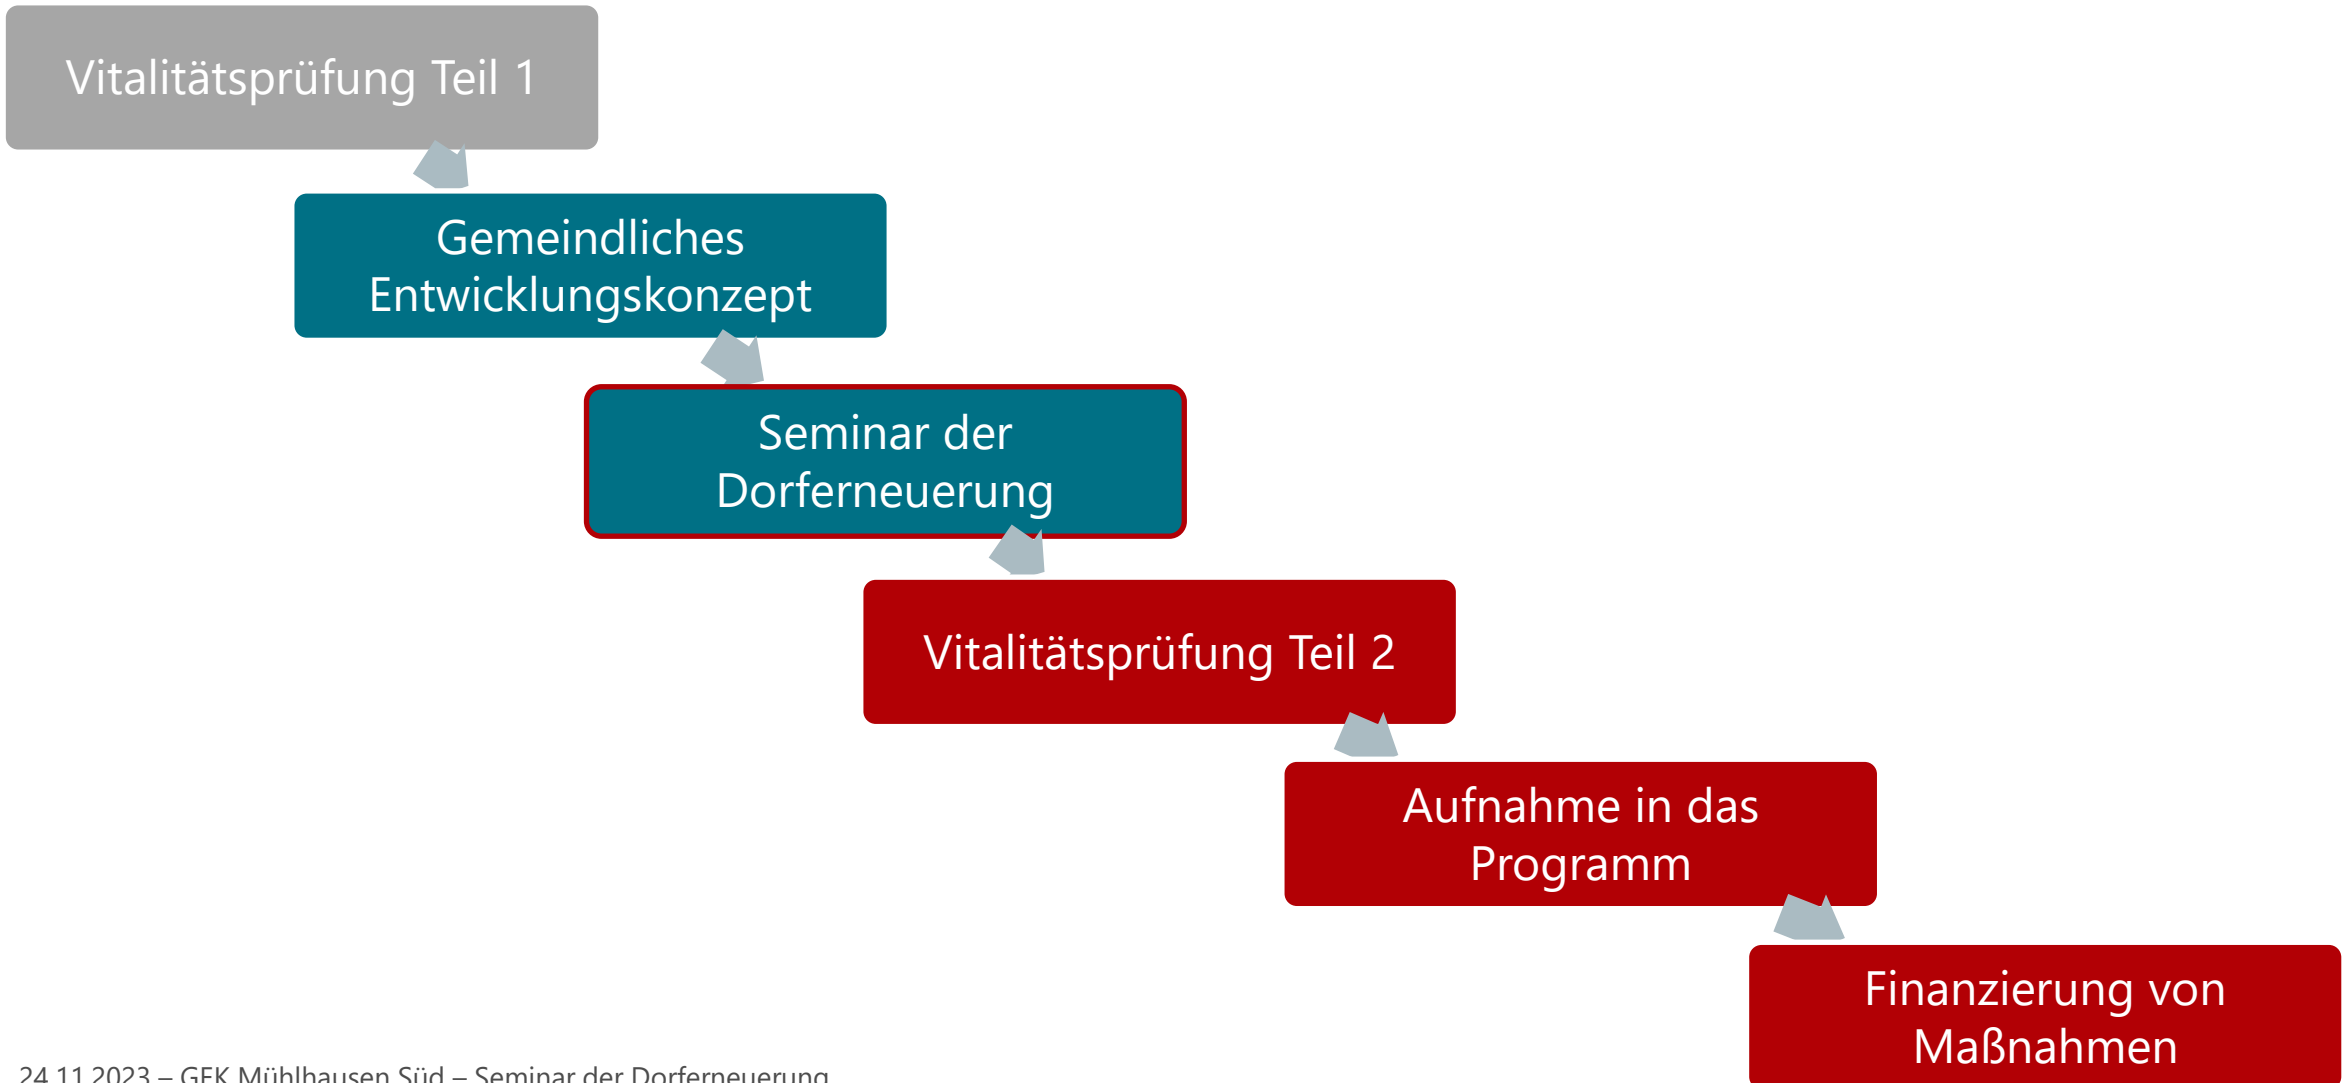 Vitalitätsprüfung Teil 1
Gemeindliches
Entwicklungskonzept
Seminar der
Dorferneuerung
Vitalitätsprüfung Teil 2
Aufnahme in das
Programm
Finanzierung von
Maßnahmen
24.11.2023 – GEK Mühlhausen Süd – Seminar der Dorferneuerung